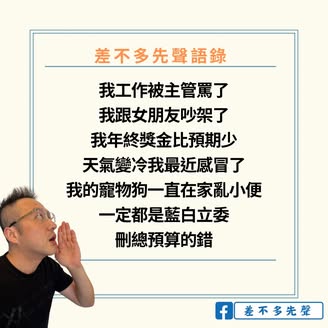 差不多先聲語錄
我工作被主管罵了
我跟女朋友吵架了
我年終獎金比預期少
天氣變冷我最近感冒了
我的寵物狗一直在家亂小便
一定都是藍白立委
刪總預算的錯
差不多先聲